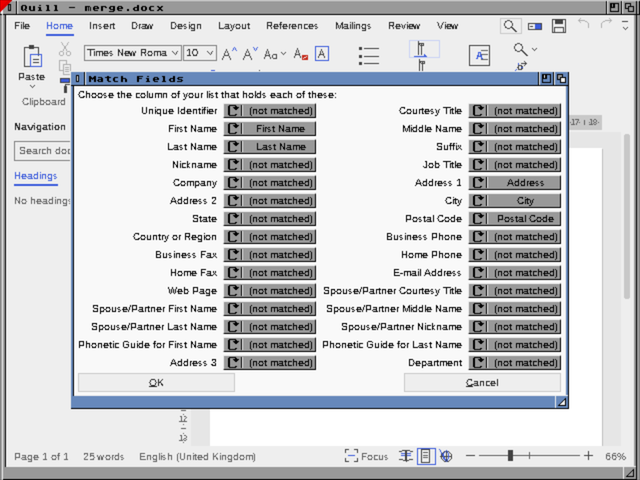 Quill - merge.docx
File Home Insert Draw Design Layout References Mailings Review View
Times New Roma 10 A A Aa A A A
Paste
Clipboard
Match Fields
Choose the column of your list that holds each of these:
Unique Identifier (not matched) Courtesy Title (not matched)
First Name First Name Middle Name (not matched)
Last Name Last Name Suffix (not matched)
Nickname (not matched) Job Title (not matched)
Company (not matched) Address 1 Address
Address 2 (not matched) City City
State (not matched) Postal Code Postal Code
Country or Region (not matched) Business Phone (not matched)
Business Fax (not matched) Home Phone (not matched)
Home Fax (not matched) E-mail Address (not matched)
Web Page (not matched) Spouse/Partner Courtesy Title (not matched)
Spouse/Partner First Name (not matched) Spouse/Partner Middle Name (not matched)
Spouse/Partner Last Name (not matched) Spouse/Partner Nickname (not matched)
Phonetic Guide for First Name (not matched) Phonetic Guide for Last Name (not matched)
Address 3 (not matched) Department (not matched)
OK Cancel
Navigation
Search doc
Headings
No headings
17 18
12
13
Page 1 of 1 25 words English (United Kingdom) Focus 66%